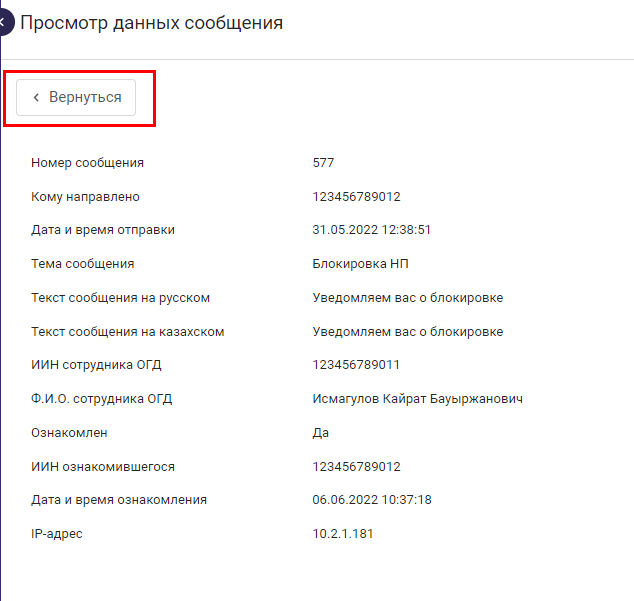 Просмотр данных сообщения
Вернуться
Номер сообщения 577
Кому направлено 123456789012
Дата и время отправки 31.05.2022 12:38:51
Тема сообщения Блокировка НП
Текст сообщения на русском Уведомляем вас о блокировке
Текст сообщения на казахском Уведомляем вас о блокировке
ИИН сотрудника ОГД 123456789011
Ф.И.О. сотрудника ОГД Исмагулов Кайрат Бауыржанович
Ознакомлен Да
ИИН ознакомившегося 123456789012
Дата и время ознакомления 06.06.2022 10:37:18
IP-адрес 10.2.1.181